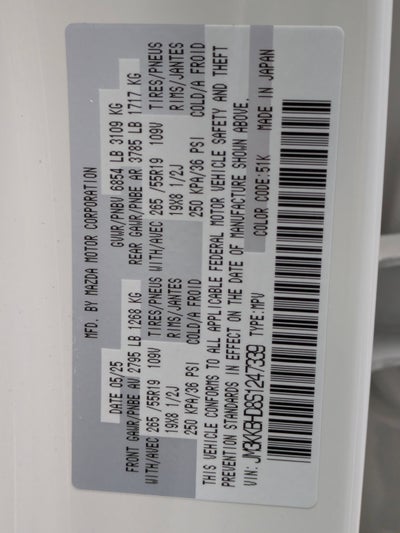 MFD. BY MAZDA MOTOR CORPORATION
DATE 05/25 GVWR/PNBV 6854 LB 3109 KG
FRONT GAWR/PNBE AV 2795 LB 1268 KG REAR GAWR/PNBE AR 3785 LB 1717 KG
WITH/AVEC 265 /55R19 109V TIRES/PNEUS WITH/AVEC 265 /55R19 109V TIRES/PNEUS
19X8 1/2J RIMS/JANTES 19X8 1/2J RIMS/JANTES
250 KPA/36 PSI COLD/A FROID 250 KPA/36 PSI COLD/A FROID
THIS VEHICLE CONFORMS TO ALL APPLICABLE FEDERAL MOTOR VEHICLE SAFETY AND THEFT
PREVENTION STANDARDS IN EFFECT ON THE DATE OF MANUFACTURE SHOWN ABOVE.
VIN: JM3KKBHD8S1247339 TYPE:MPV COLOR CODE:51K MADE IN JAPAN